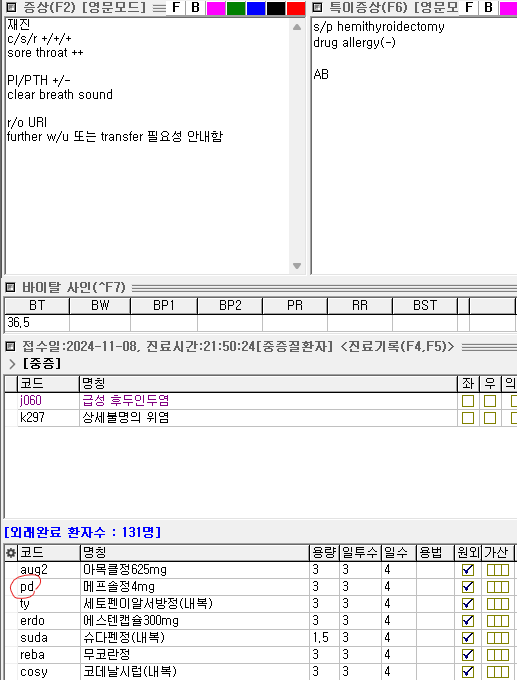 증상(F2) [영문모드] F B
재진
c/s/r +/+/+
sore throat ++
PI/PTH +/-
clear breath sound
r/o URI
further w/u 또는 transfer 필요성 안내함
특이증상(F6) [영문모 F B
s/p hemithyroidectomy
drug allergy(-)
AB
바이탈 사인(^F7)
BT BW BP1 BP2 PR RR BST
36,5
접수일:2024-11-08, 진료시간:21:50:24[중증질환자] <진료기록(F4,F5)>
> [중증]
코드 명칭 좌 우 의
j060 급성 후두인두염
k297 상세불명의 위염
[외래완료 환자수 : 131명]
코드 명칭 용량 일투수 일수 용법 원외 가산
aug2 아목클정625mg 3 3 4
pd 메프솔정4mg 3 3 4
ty 세토펜이알서방정(내복) 3 3 4
erdo 에스텐캡슐300mg 3 3 4
suda 슈다펜정(내복) 1,5 3 4
reba 무코란정 3 3 4
cosy 코데날시럽(내복) 3 3 4